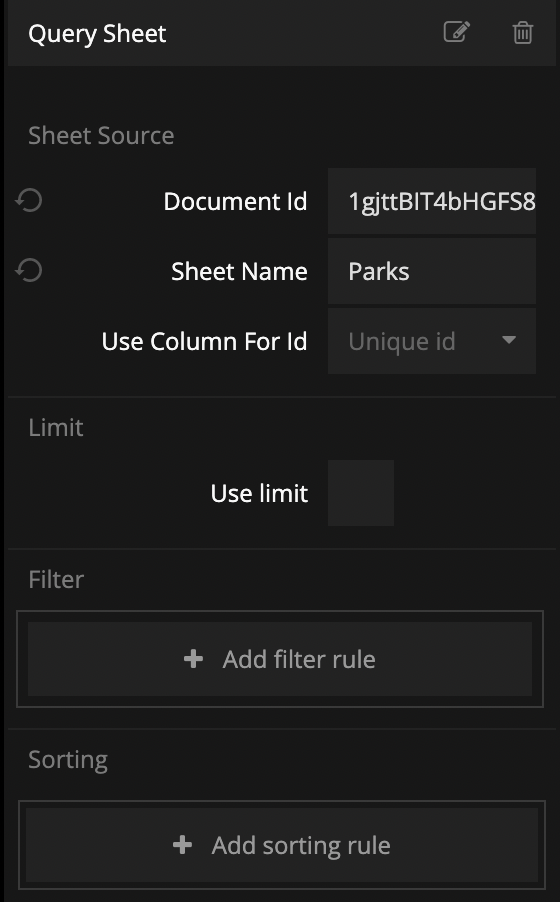 Query Sheet
Sheet Source
Document Id 1gjttBIT4bHGFS8
Sheet Name Parks
Use Column For Id Unique id
Limit
Use limit
Filter
Add filter rule
Sorting
Add sorting rule